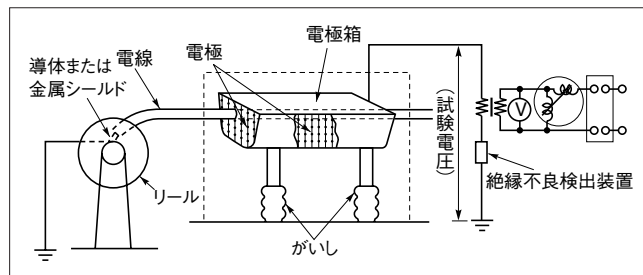 電極箱
電極
電線
導体または
金属シールド
リール
がいし
(試験電圧)
V
絶縁不良検出装置